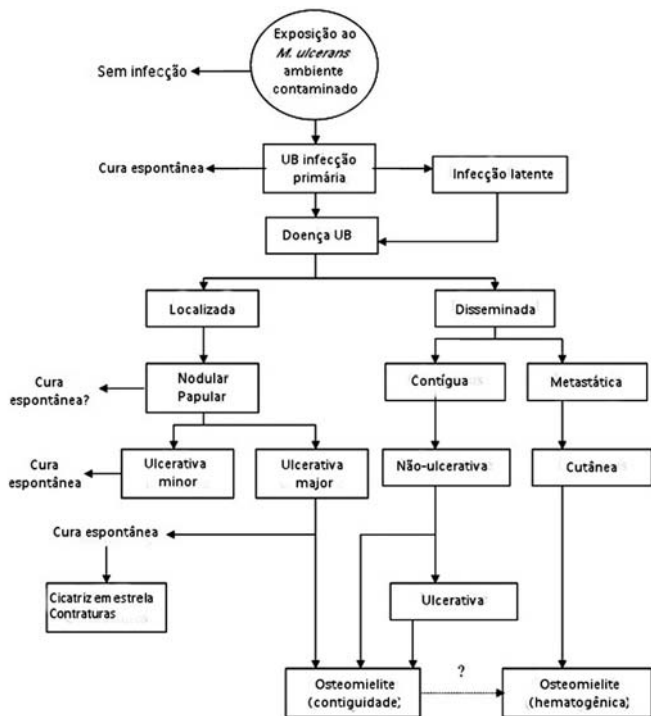 Exposição ao
M. ulcerans
ambiente
contaminado
Sem infecção
Cura espontânea
UB infecção
primária
Infecção latente
Doença UB
Localizada
Disseminada
Cura
espontânea?
Nodular
Papular
Contígua
Metastática
Cura
espontânea
Ulcerativa
minor
Ulcerativa
major
Não-ulcerativa
Cutânea
Cura espontânea
Cicatriz em estrela
Contraturas
Ulcerativa
Osteomielite
(contiguidade)
?
Osteomielite
(hematogênica)